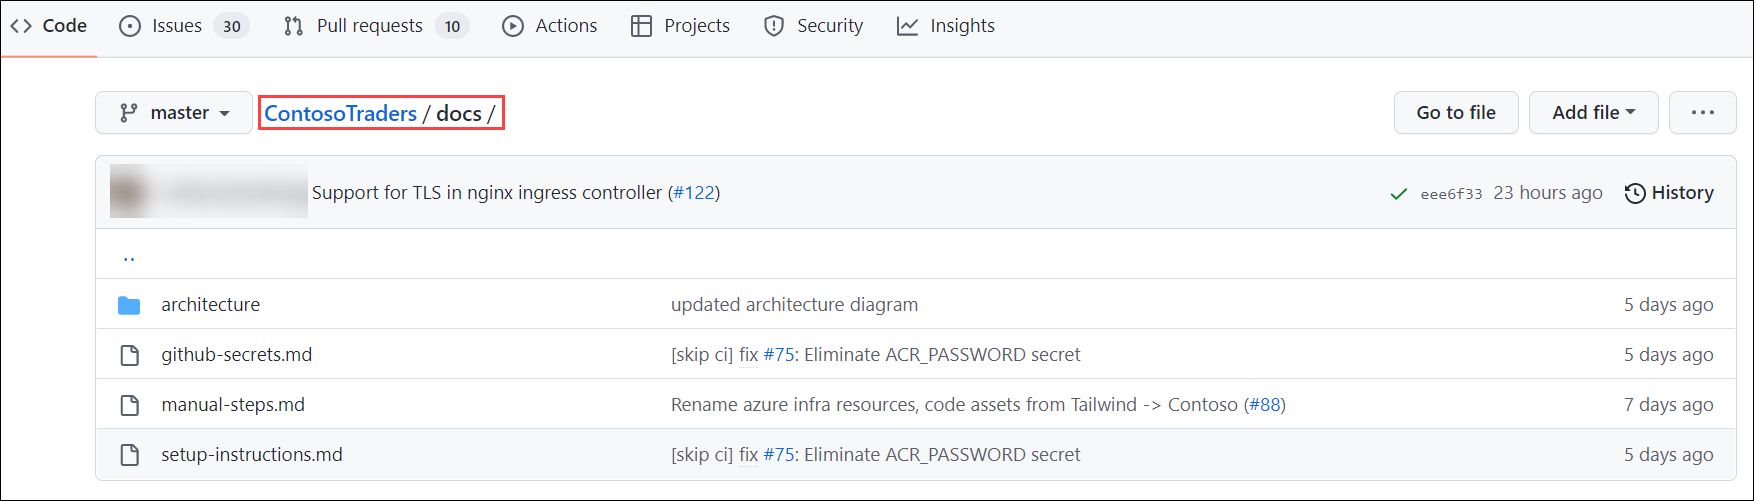 Code Issues 30 Pull requests 10 Actions Projects Security Insights
master ContosoTraders / docs / Go to file Add file ...
Support for TLS in nginx ingress controller (#122) eee6f33 23 hours ago History
..
architecture updated architecture diagram 5 days ago
github-secrets.md [skip ci] fix #75: Eliminate ACR_PASSWORD secret 5 days ago
manual-steps.md Rename azure infra resources, code assets from Tailwind -> Contoso (#88) 7 days ago
setup-instructions.md [skip ci] fix #75: Eliminate ACR_PASSWORD secret 5 days ago